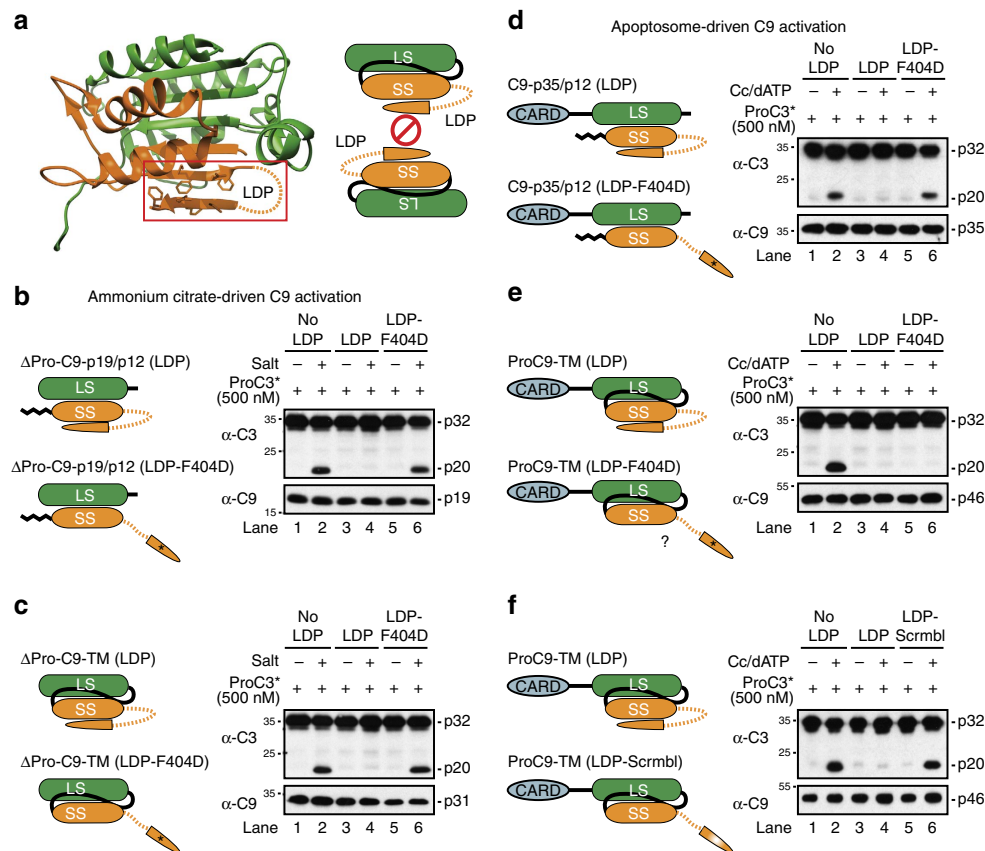 a
LS
SS
LDP
LDP
LDP
SS
LS
b
Ammonium citrate-driven C9 activation
ΔPro-C9-p19/p12 (LDP)
LS
SS
ΔPro-C9-p19/p12 (LDP-F404D)
LS
SS
*
No LDP LDP LDP-F404D
Salt – + – + – +
ProC3* (500 nM) + + + + + +
α-C3
35
25
p32
p20
α-C9
15
p19
Lane 1 2 3 4 5 6
c
ΔPro-C9-TM (LDP)
LS
SS
ΔPro-C9-TM (LDP-F404D)
LS
SS
*
No LDP LDP LDP-F404D
Salt – + – + – +
ProC3* (500 nM) + + + + + +
α-C3
35
25
p32
p20
α-C9
35
p31
Lane 1 2 3 4 5 6
d
Apoptosome-driven C9 activation
C9-p35/p12 (LDP)
CARD
LS
SS
C9-p35/p12 (LDP-F404D)
CARD
LS
SS
*
No LDP LDP LDP-F404D
Cc/dATP – + – + – +
ProC3* (500 nM) + + + + + +
α-C3
35
25
p32
p20
α-C9
35
p35
Lane 1 2 3 4 5 6
e
ProC9-TM (LDP)
CARD
LS
SS
ProC9-TM (LDP-F404D)
CARD
LS
SS
?
*
No LDP LDP LDP-F404D
Cc/dATP – + – + – +
ProC3* (500 nM) + + + + + +
α-C3
35
25
p32
p20
α-C9
55
p46
Lane 1 2 3 4 5 6
f
ProC9-TM (LDP)
CARD
LS
SS
ProC9-TM (LDP-Scrmbl)
CARD
LS
SS
No LDP LDP LDP-Scrmbl
Cc/dATP – + – + – +
ProC3* (500 nM) + + + + + +
α-C3
35
25
p32
p20
α-C9
55
p46
Lane 1 2 3 4 5 6